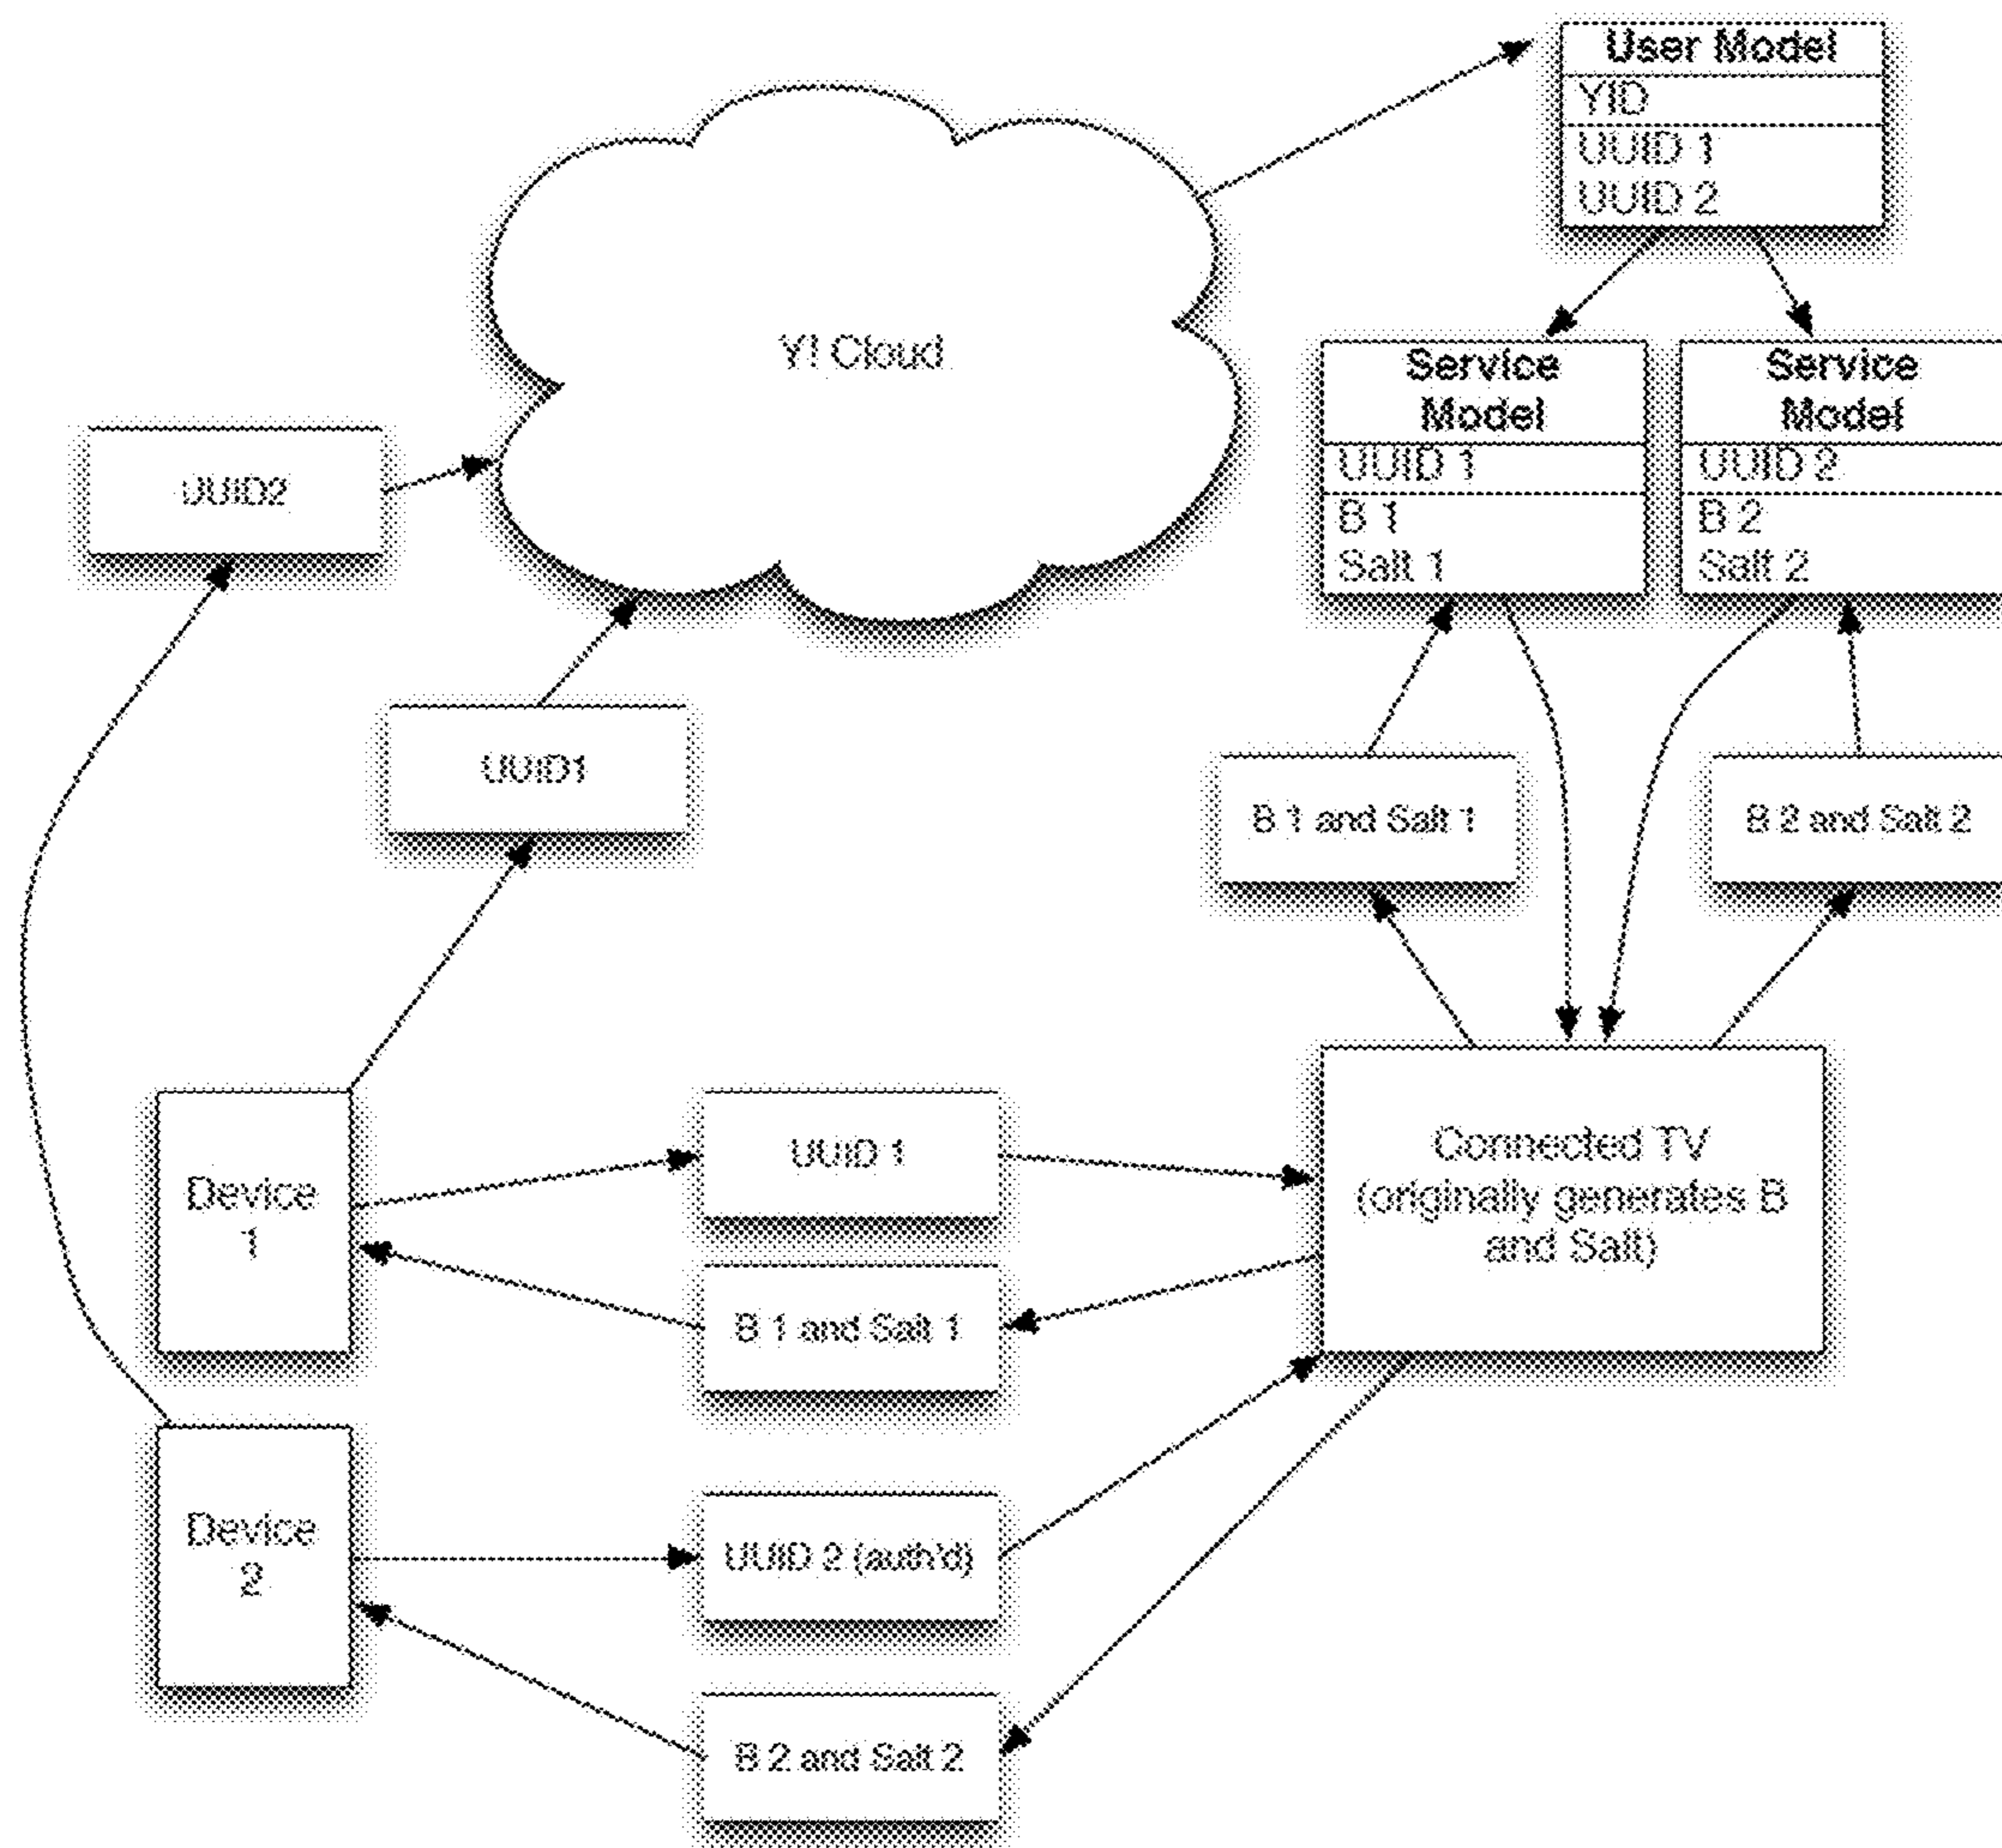 User Model
YID
UUID 1
UUID 2
Y! Cloud
Service
Model
UUID 1
B 1
Salt 1
Service
Model
UUID 2
B 2
Salt 2
UUID2
UUID1
B 1 and Salt 1
B 2 and Salt 2
Device
1
UUID 1
B 1 and Salt 1
Connected TV
(originally generates B
and Salt)
Device
2
UUID 2 (auth'd)
B 2 and Salt 2